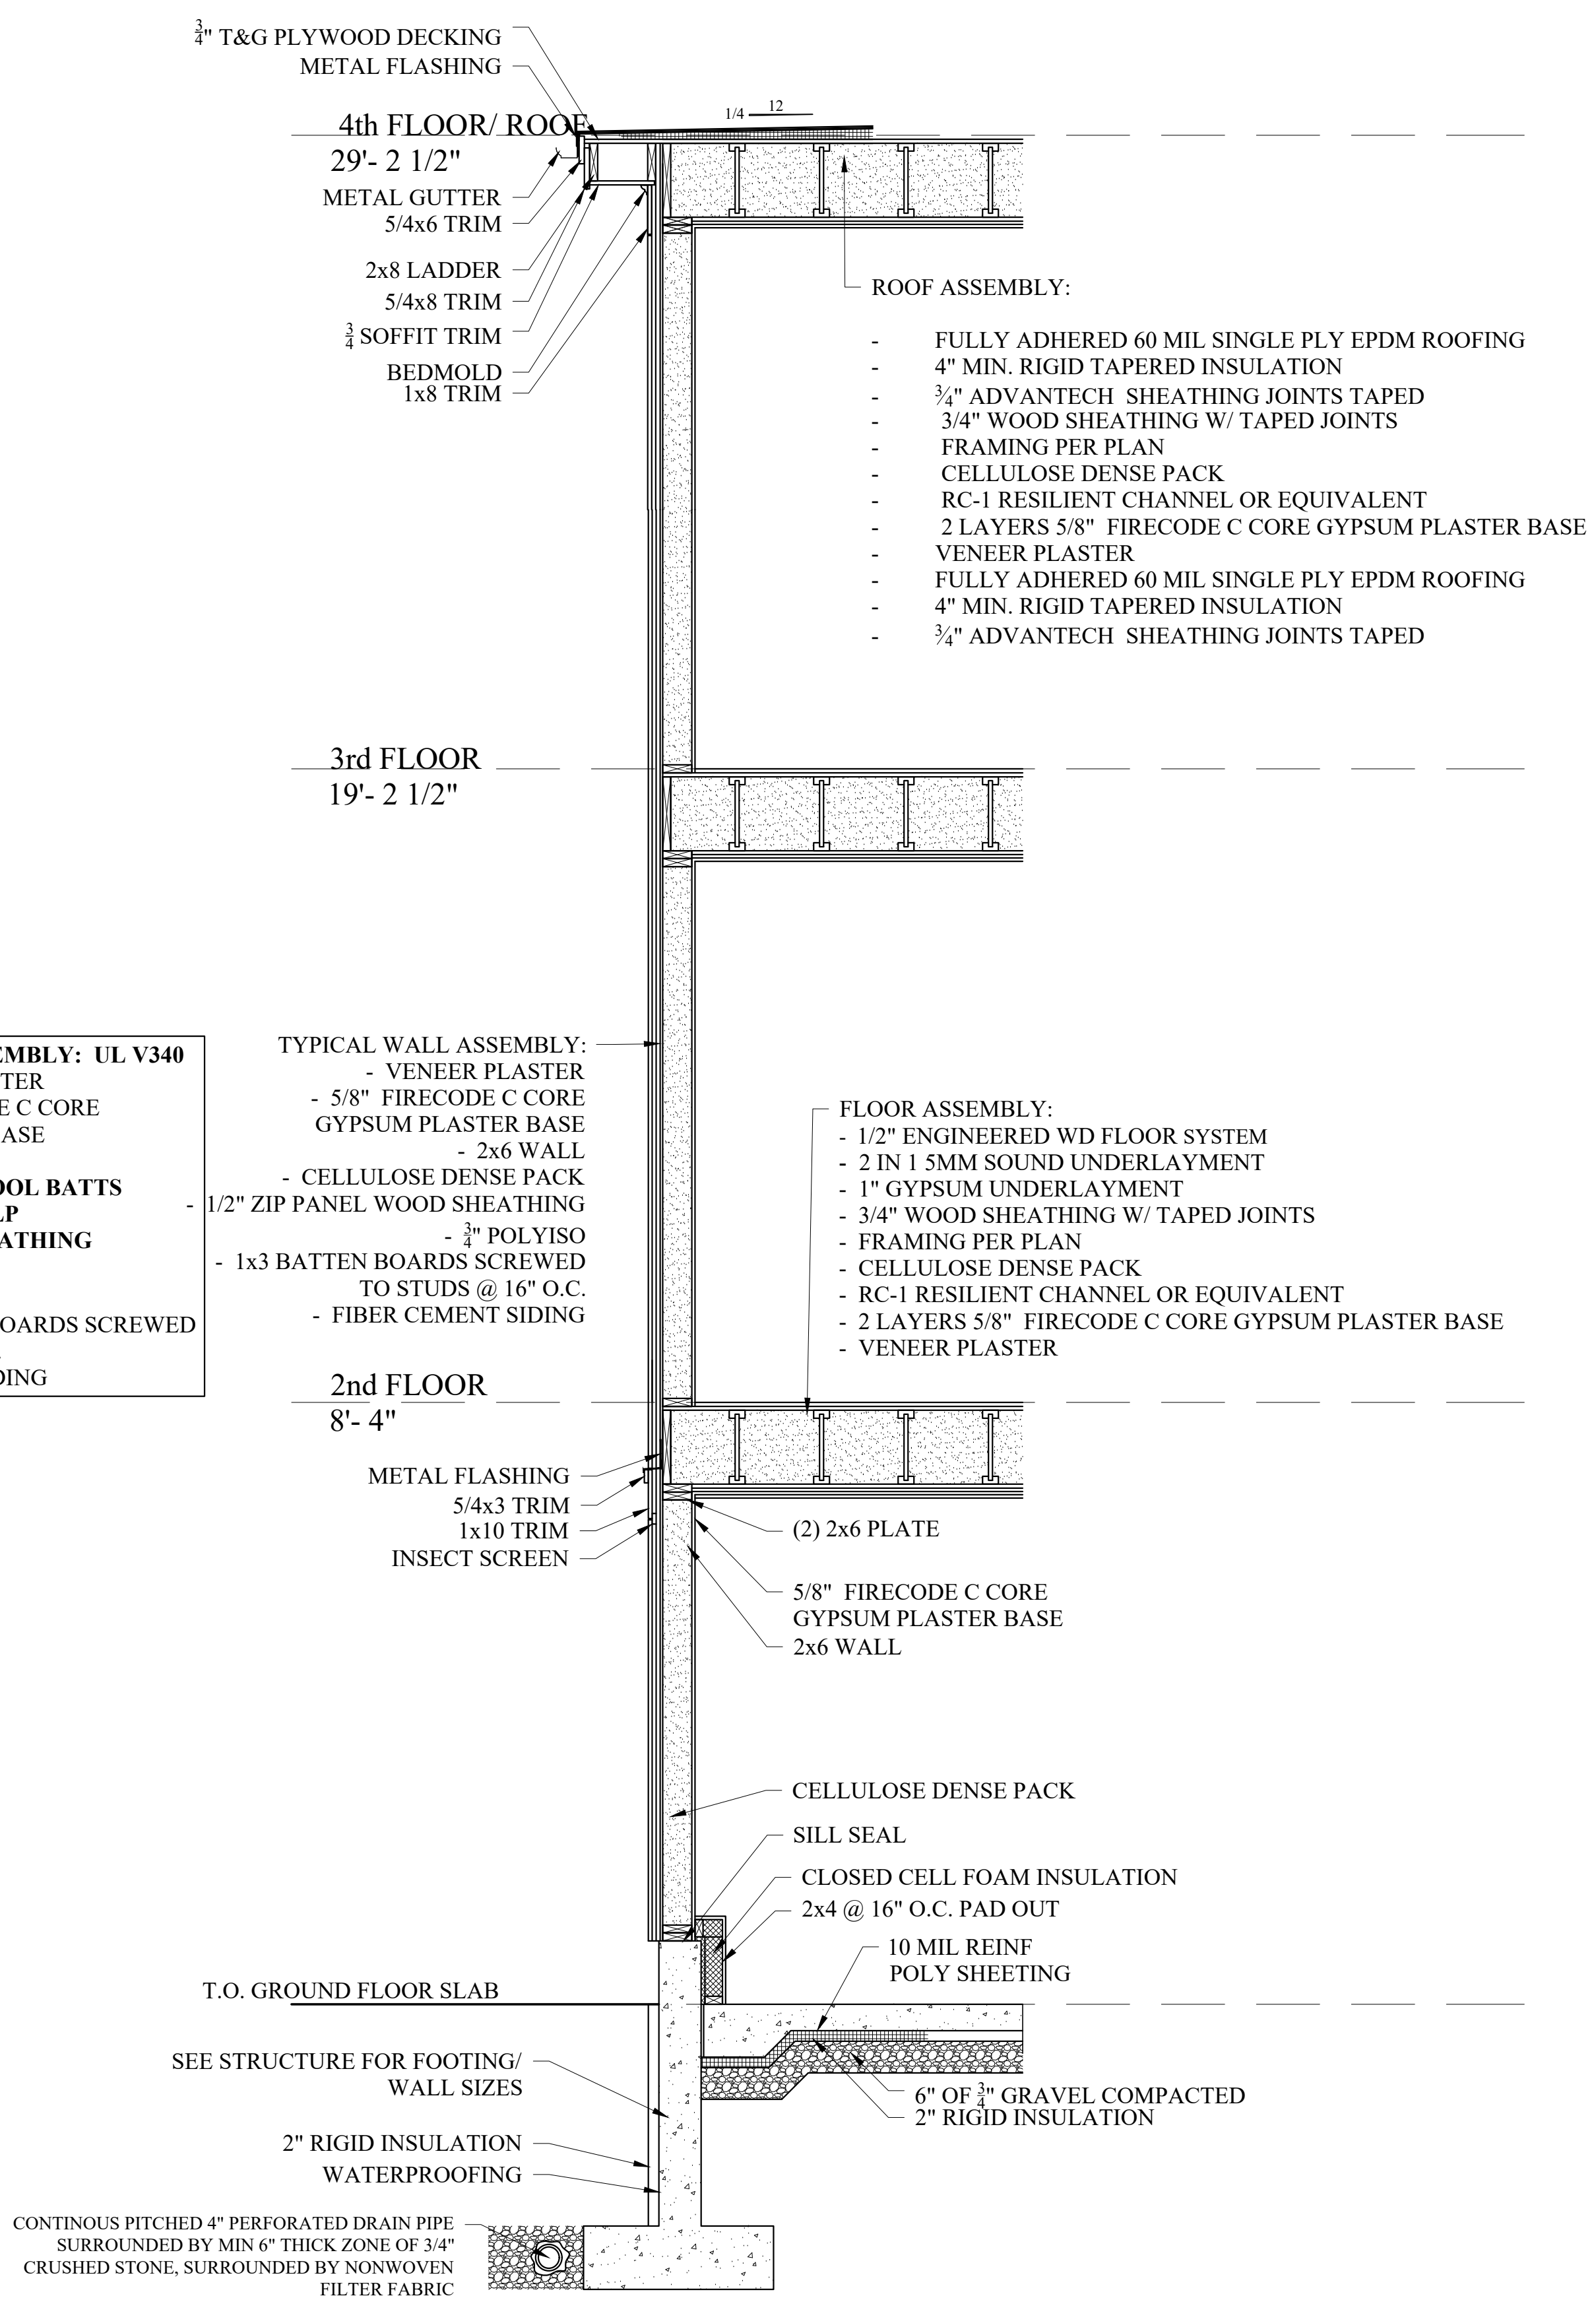 3/4" T&G PLYWOOD DECKING
METAL FLASHING
1/4 12
4th FLOOR/ ROOF
29'- 2 1/2"
METAL GUTTER
5/4x6 TRIM
2x8 LADDER
5/4x8 TRIM
3/4 SOFFIT TRIM
BEDMOLD
1x8 TRIM
ROOF ASSEMBLY:
- FULLY ADHERED 60 MIL SINGLE PLY EPDM ROOFING
- 4" MIN. RIGID TAPERED INSULATION
- 3/4" ADVANTECH SHEATHING JOINTS TAPED
- 3/4" WOOD SHEATHING W/ TAPED JOINTS
- FRAMING PER PLAN
- CELLULOSE DENSE PACK
- RC-1 RESILIENT CHANNEL OR EQUIVALENT
- 2 LAYERS 5/8" FIRECODE C CORE GYPSUM PLASTER BASE
- VENEER PLASTER
- FULLY ADHERED 60 MIL SINGLE PLY EPDM ROOFING
- 4" MIN. RIGID TAPERED INSULATION
- 3/4" ADVANTECH SHEATHING JOINTS TAPED
3rd FLOOR
19'- 2 1/2"
EMBLY: UL V340
TER
E C CORE
ASE
OOL BATTS
LP
ATHING
OARDS SCREWED
DING
TYPICAL WALL ASSEMBLY:
- VENEER PLASTER
- 5/8" FIRECODE C CORE
GYPSUM PLASTER BASE
- 2x6 WALL
- CELLULOSE DENSE PACK
- 1/2" ZIP PANEL WOOD SHEATHING
- 3/4" POLYISO
- 1x3 BATTEN BOARDS SCREWED
TO STUDS @ 16" O.C.
- FIBER CEMENT SIDING
FLOOR ASSEMBLY:
- 1/2" ENGINEERED WD FLOOR SYSTEM
- 2 IN 1 5MM SOUND UNDERLAYMENT
- 1" GYPSUM UNDERLAYMENT
- 3/4" WOOD SHEATHING W/ TAPED JOINTS
- FRAMING PER PLAN
- CELLULOSE DENSE PACK
- RC-1 RESILIENT CHANNEL OR EQUIVALENT
- 2 LAYERS 5/8" FIRECODE C CORE GYPSUM PLASTER BASE
- VENEER PLASTER
2nd FLOOR
8'- 4"
METAL FLASHING
5/4x3 TRIM
1x10 TRIM
INSECT SCREEN
(2) 2x6 PLATE
5/8" FIRECODE C CORE
GYPSUM PLASTER BASE
2x6 WALL
CELLULOSE DENSE PACK
SILL SEAL
CLOSED CELL FOAM INSULATION
2x4 @ 16" O.C. PAD OUT
10 MIL REINF
POLY SHEETING
T.O. GROUND FLOOR SLAB
SEE STRUCTURE FOR FOOTING/
WALL SIZES
6" OF 3/4" GRAVEL COMPACTED
2" RIGID INSULATION
2" RIGID INSULATION
WATERPROOFING
CONTINOUS PITCHED 4" PERFORATED DRAIN PIPE
SURROUNDED BY MIN 6" THICK ZONE OF 3/4"
CRUSHED STONE, SURROUNDED BY NONWOVEN
FILTER FABRIC